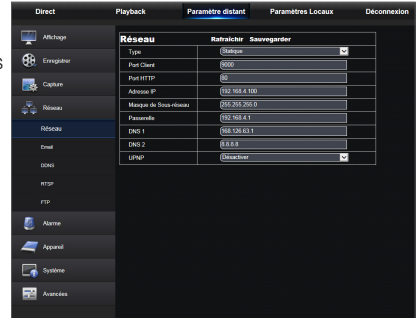 Direct Playback Paramètre distant Paramètres Locaux Déconnexion
Affichage
Enregistrer
Capture
Réseau
Réseau
Email
DDNS
RTSP
FTP
Alarme
Appareil
Système
Avancées
Réseau Rafraîchir Sauvegarder
Type Statique
Port Client 9000
Port HTTP 80
Adresse IP 192.168.4.100
Masque de Sous-réseau 255.255.255.0
Passerelle 192.168.4.1
DNS 1 168.126.63.1
DNS 2 8.8.8.8
UPNP Désactiver
s